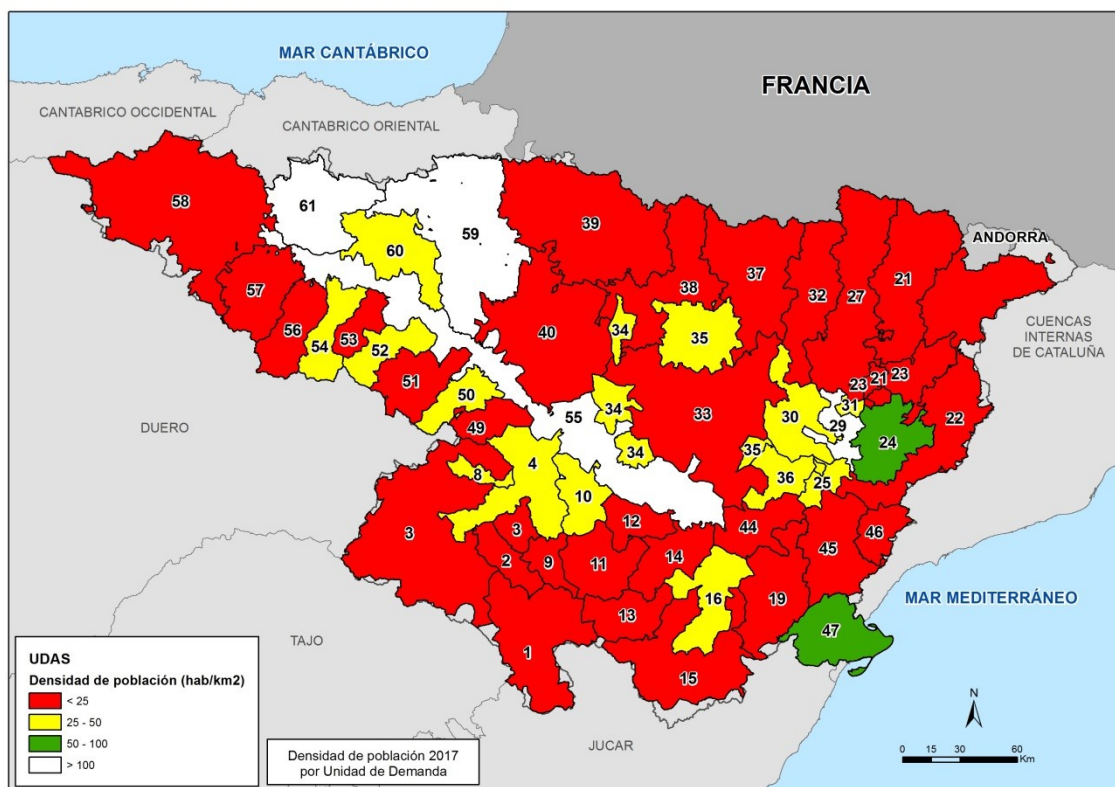 MAR CANTÁBRICO
FRANCIA
CANTABRICO OCCIDENTAL
CANTABRICO ORIENTAL
58
61
59
39
60
ANDORRA
57
38
37
32
27
21
CUENCAS
INTERNAS
DE CATALUÑA
56
54
53
52
40
34
35
51
23
21
23
50
34
55
33
30
31
29
22
DUERO
49
24
34
35
4
8
36
25
10
3
3
12
44
46
2
9
11
14
45
16
19
MAR MEDITERRÁNEO
13
47
TAJO
1
15
UDAS
Densidad de población (hab/km2)
< 25
25 - 50
50 - 100
> 100
Densidad de población 2017
por Unidad de Demanda
JUCAR
N
0 15 30 60
Km